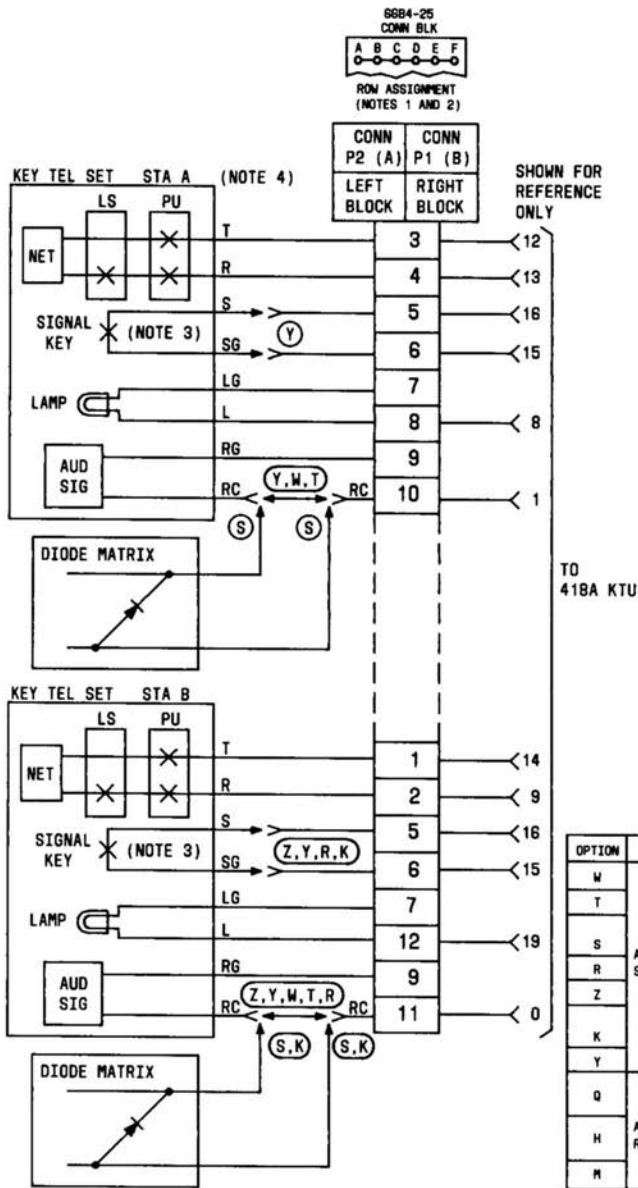 66B4-25
CONN BLK
A B C D E F
ROW ASSIGNMENT
(NOTES 1 AND 2)
CONN P2 (A)
CONN P1 (B)
LEFT BLOCK
RIGHT BLOCK
SHOWN FOR
REFERENCE
ONLY
KEY TEL SET STA A (NOTE 4)
LS PU
NET
T 3 12
R 4 13
S 5 16
SIGNAL KEY (NOTE 3)
Y
SG 6 15
LG 7
LAMP
L 8 8
RG 9
AUD SIG
Y,W,T
RC RC 10 1
S S
DIODE MATRIX
TO
418A KTU
KEY TEL SET STA B
LS PU
NET
T 1 14
R 2 9
S 5 16
SIGNAL KEY (NOTE 3)
Z,Y,R,K
SG 6 15
LG 7
LAMP
L 12 19
RG 9
AUD SIG
Z,Y,W,T,R
RC RC 11 0
S,K S,K
DIODE MATRIX
OPTION
W
T
S
A
S
R
Z
K
Y
Q
H
A
R
M